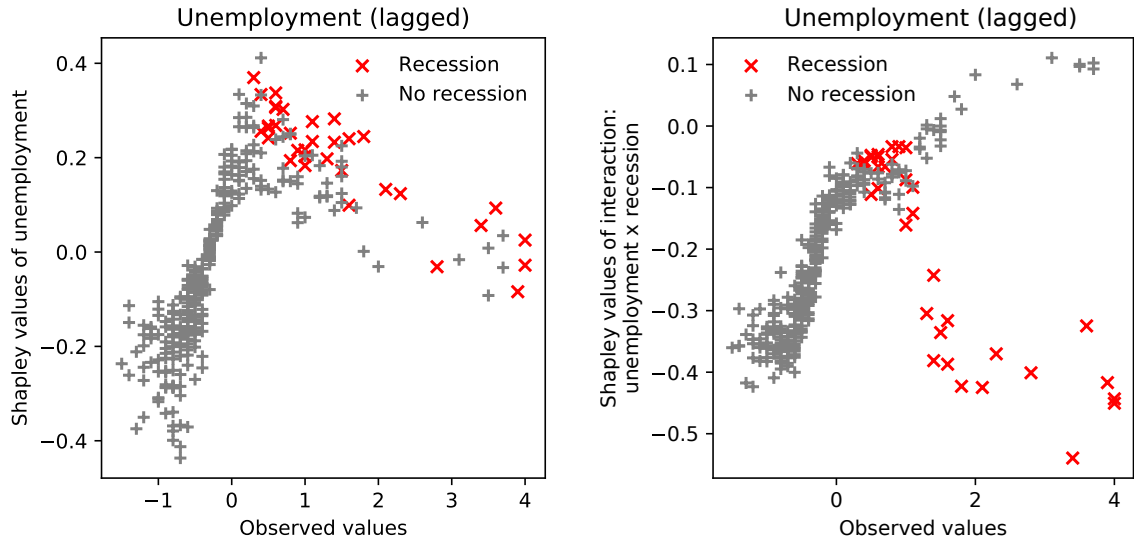 Unemployment (lagged)
Shapley values of unemployment
0.4
0.2
0.0
−0.2
−0.4
Recession
No recession
−1
0
1
2
3
4
Observed values
Unemployment (lagged)
Shapley values of interaction:
unemployment x recession
0.1
0.0
−0.1
−0.2
−0.3
−0.4
−0.5
Recession
No recession
0
2
4
Observed values